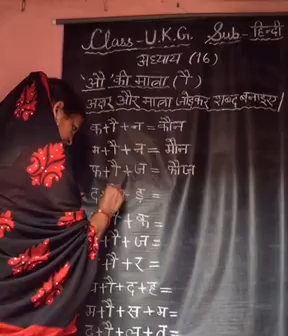 Class - U.K.G. Sub - हिन्दी
अध्याय (16)
'औ' की मात्रा (ौ)
अक्षर और मात्रा जोड़कर शब्द बनाइए।
क+ौ+न = कौन
म+ौ+न = मौन
फ+ौ+ज = फौज
द+ +ड़ =
ौ+क =
+ौ+ज =
ौ+र =
+ौ+द+ह =
म+ौ+स+म =
द+ौ+ल+त =